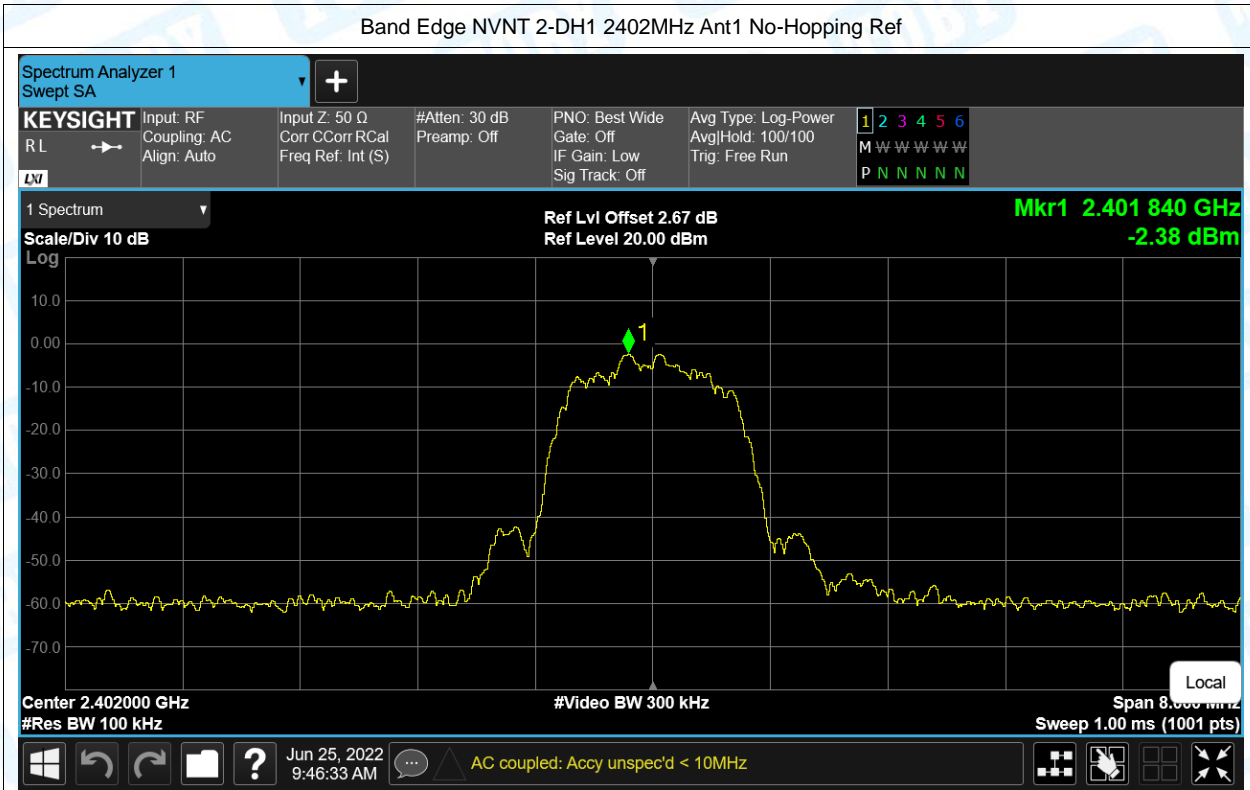 Band Edge NVNT 2-DH1 2402MHz Ant1 No-Hopping Ref
Spectrum Analyzer 1
Swept SA
+
KEYSIGHT
R L
LXI
Input: RF
Coupling: AC
Align: Auto
Input Z: 50 Ω
Corr CCorr RCal
Freq Ref: Int (S)
#Atten: 30 dB
Preamp: Off
PNO: Best Wide
Gate: Off
IF Gain: Low
Sig Track: Off
Avg Type: Log-Power
Avg|Hold: 100/100
Trig: Free Run
1 2 3 4 5 6
M W W W W W W
P N N N N N
1 Spectrum
Scale/Div 10 dB
Ref Lvl Offset 2.67 dB
Ref Level 20.00 dBm
Mkr1 2.401 840 GHz
-2.38 dBm
Log
10.0
0.00
-10.0
-20.0
-30.0
-40.0
-50.0
-60.0
-70.0
1
Local
Center 2.402000 GHz
#Video BW 300 kHz
Span 8.000 MHz
#Res BW 100 kHz
Sweep 1.00 ms (1001 pts)
?
Jun 25, 2022
9:46:33 AM
AC coupled: Accy unspec'd < 10MHz